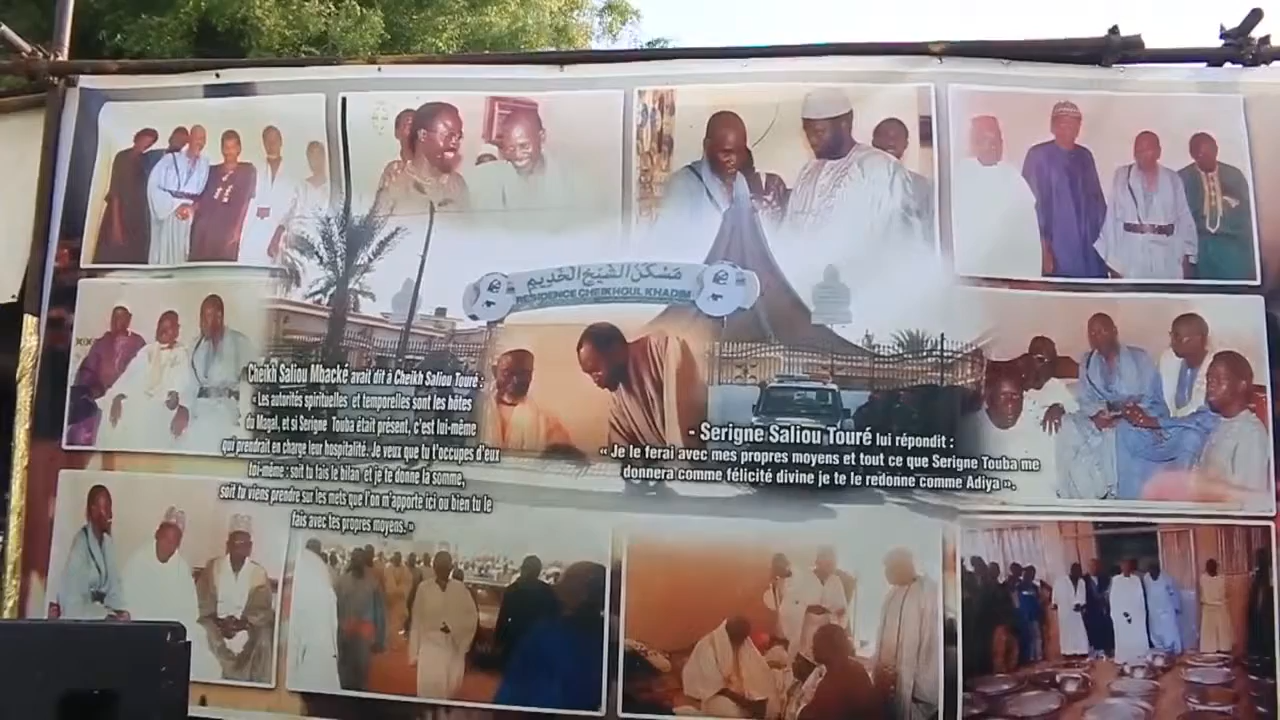 مسكن الشيخ الخديم
RESIDENCE CHEIKHOUL KHADIM
Cheikh Saliou Mbacké avait dit à Cheikh Saliou Touré :
« Les autorités spirituelles et temporelles sont les hôtes
du Magal, et si Serigne Touba était présent, c'est lui-même
qui prendrait en charge leur hospitalité. Je veux que tu t'occupes d'eux
toi-même : soit tu fais le bilan et je te donne la somme,
soit tu viens prendre sur les mets que l'on m'apporte ici ou bien tu le
fais avec tes propres moyens. »
- Serigne Saliou Touré lui répondit :
« Je le ferai avec mes propres moyens et tout ce que Serigne Touba me
donnera comme félicité divine je te le redonne comme Adiya ».